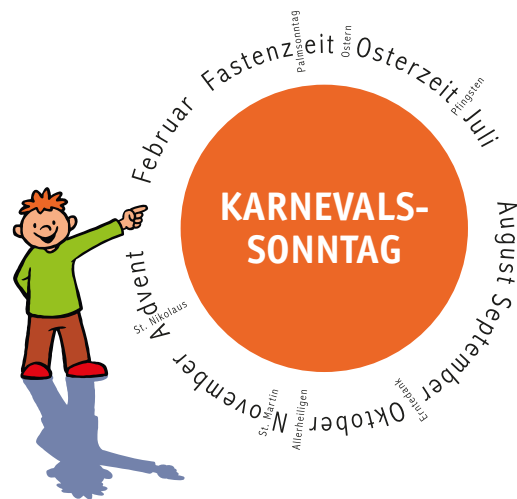 KARNEVALS-
SONNTAG
Februar
Fastenzeit
Palmsonntag
Ostern
Osterzeit
Pfingsten
Juli
August
September
Erntedank
Oktober
Allerheiligen
November
St. Martin
Advent
St. Nikolaus